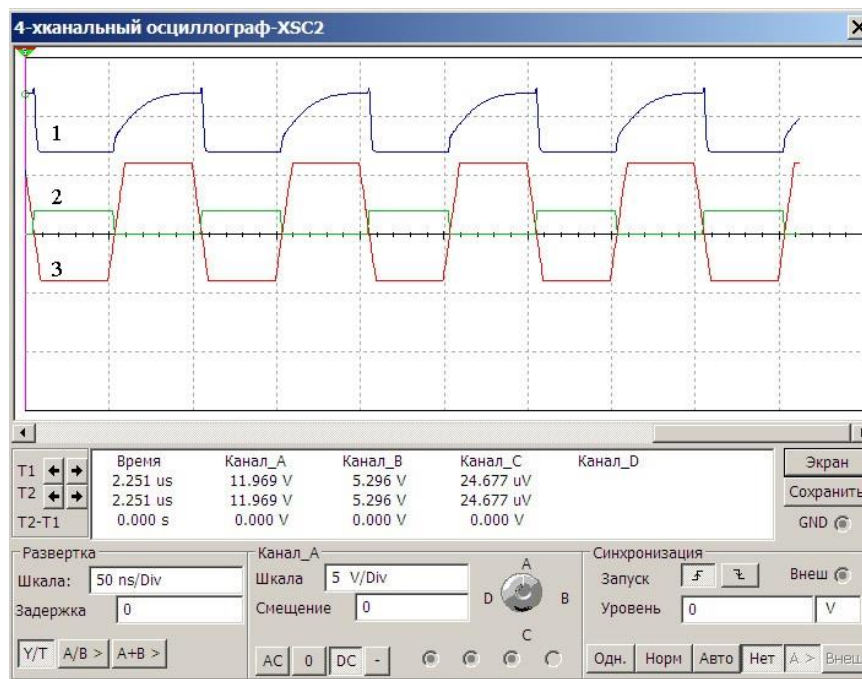 4-хканальный осциллограф-XSC2
1
2
3
Время Канал_A Канал_B Канал_C Канал_D
T1 2.251 us 11.969 V 5.296 V 24.677 uV
T2 2.251 us 11.969 V 5.296 V 24.677 uV
T2-T1 0.000 s 0.000 V 0.000 V 0.000 V
Экран
Сохранить
GND
Развертка
Шкала: 50 ns/Div
Задержка 0
Y/T A/B > A+B >
Канал_A
Шкала 5 V/Div
Смещение 0
AC 0 DC -
A
D B
C
Синхронизация
Запуск Внеш
Уровень 0 V
Одн. Норм Авто Нет A > Внеш